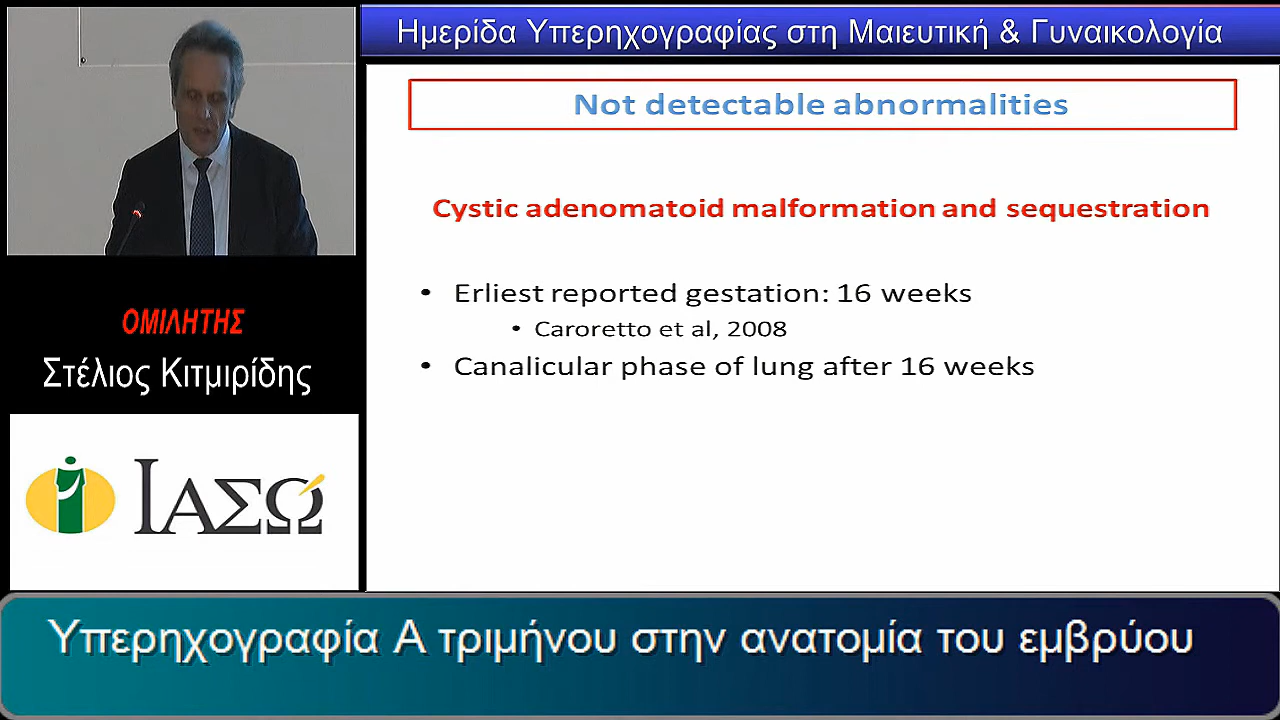 Ημερίδα Υπερηχογραφίας στη Μαιευτική & Γυναικολογία
Not detectable abnormalities
Cystic adenomatoid malformation and sequestration
• Erliest reported gestation: 16 weeks
• Caroretto et al, 2008
• Canalicular phase of lung after 16 weeks
ΟΜΙΛΗΤΗΣ
Στέλιος Κιτμιρίδης
ΙΑΣΩ
Υπερηχογραφία Α τριμήνου στην ανατομία του εμβρύου